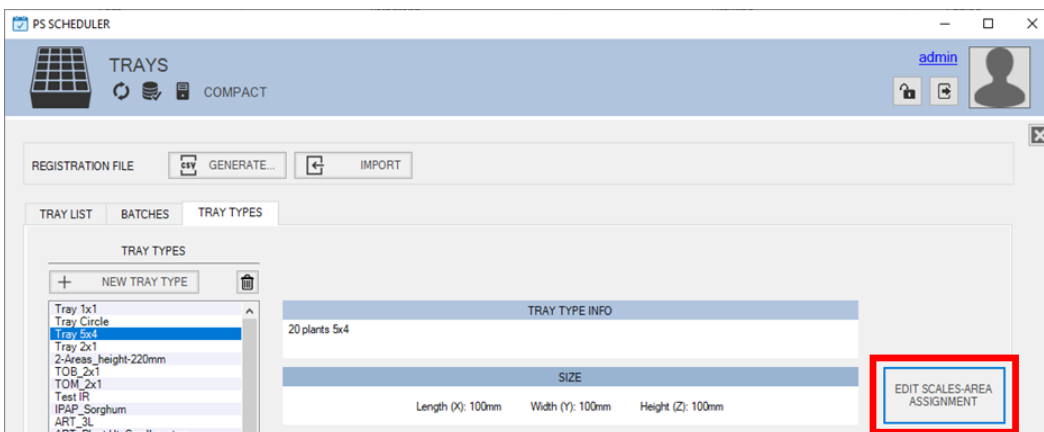 PS SCHEDULER
TRAYS
COMPACT
admin
REGISTRATION FILE
csv GENERATE...
IMPORT
TRAY LIST
BATCHES
TRAY TYPES
TRAY TYPES
NEW TRAY TYPE
Tray 1x1
Tray Circle
Tray 5x4
Tray 2x1
2-Areas_height-220mm
TOB_2x1
TOM_2x1
Test IR
IPAP_Sorghum
ART_3L
TRAY TYPE INFO
20 plants 5x4
SIZE
Length (X): 100mm Width (Y): 100mm Height (Z): 100mm
EDIT SCALES-AREA
ASSIGNMENT